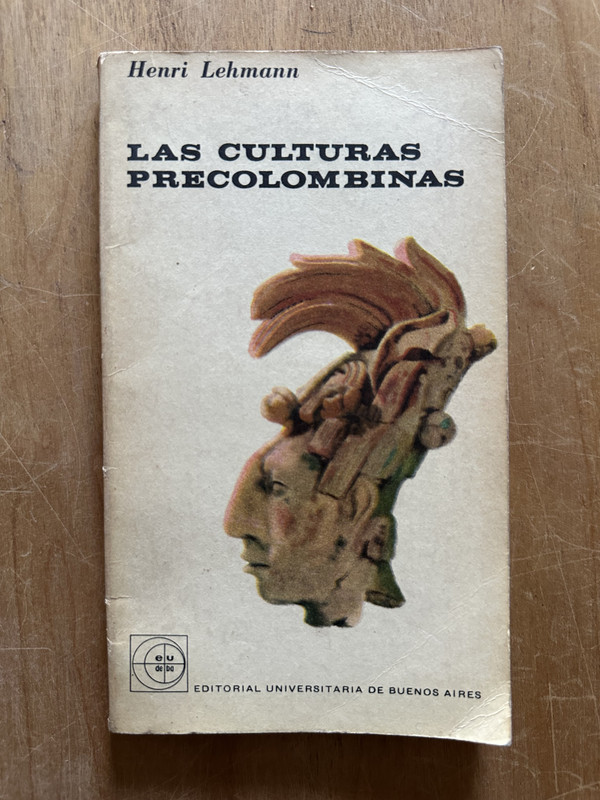 Henri Lehmann
LAS CULTURAS
PRECOLOMBINAS
eu
de ba
EDITORIAL UNIVERSITARIA DE BUENOS AIRES